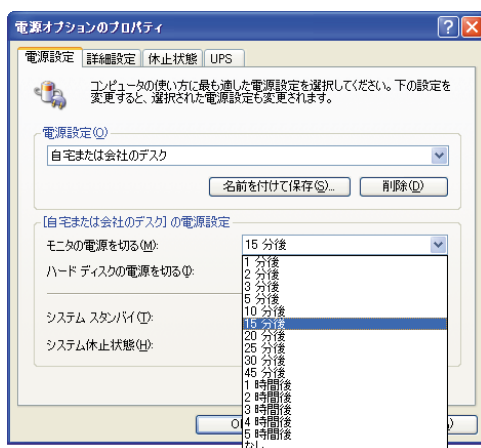 電源オプションのプロパティ
電源設定 詳細設定 休止状態 UPS
コンピュータの使い方に最も適した電源設定を選択してください。下の設定を
変更すると、選択された電源設定も変更されます。
電源設定(O)
自宅または会社のデスク
名前を付けて保存(S)... 削除(D)
[自宅または会社のデスク] の電源設定
モニタの電源を切る(M): 15 分後
ハード ディスクの電源を切る(I):
システム スタンバイ(T):
システム休止状態(H):
1 分後
2 分後
3 分後
5 分後
10 分後
15 分後
20 分後
25 分後
30 分後
45 分後
1 時間後
2 時間後
3 時間後
4 時間後
5 時間後
なし